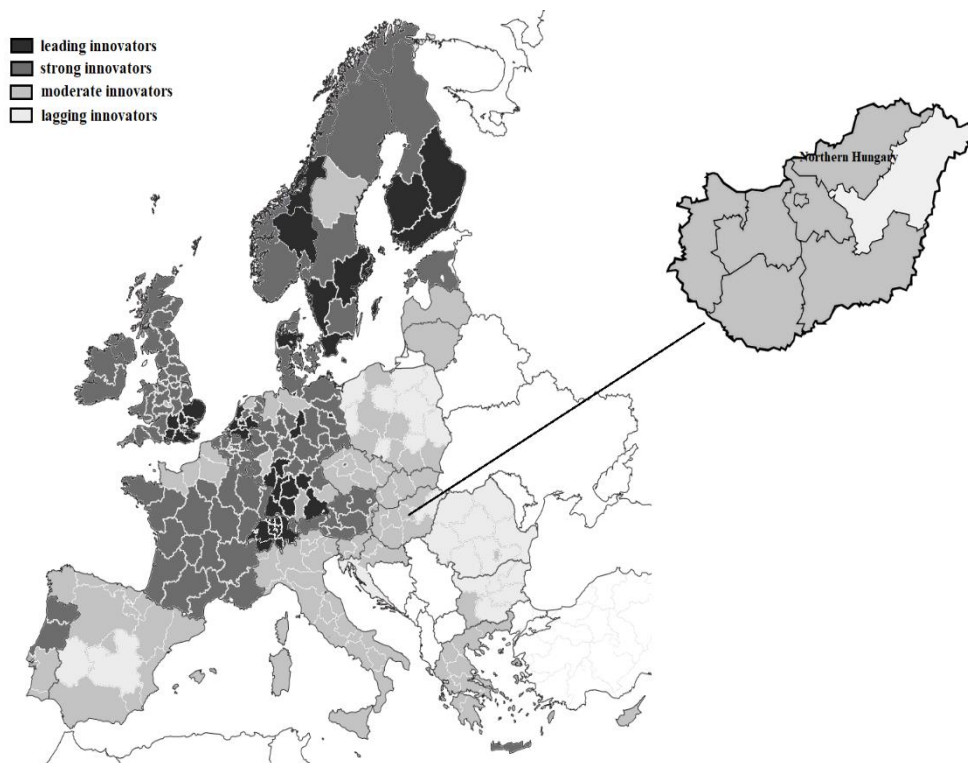 leading innovators
strong innovators
moderate innovators
lagging innovators
Northern Hungary